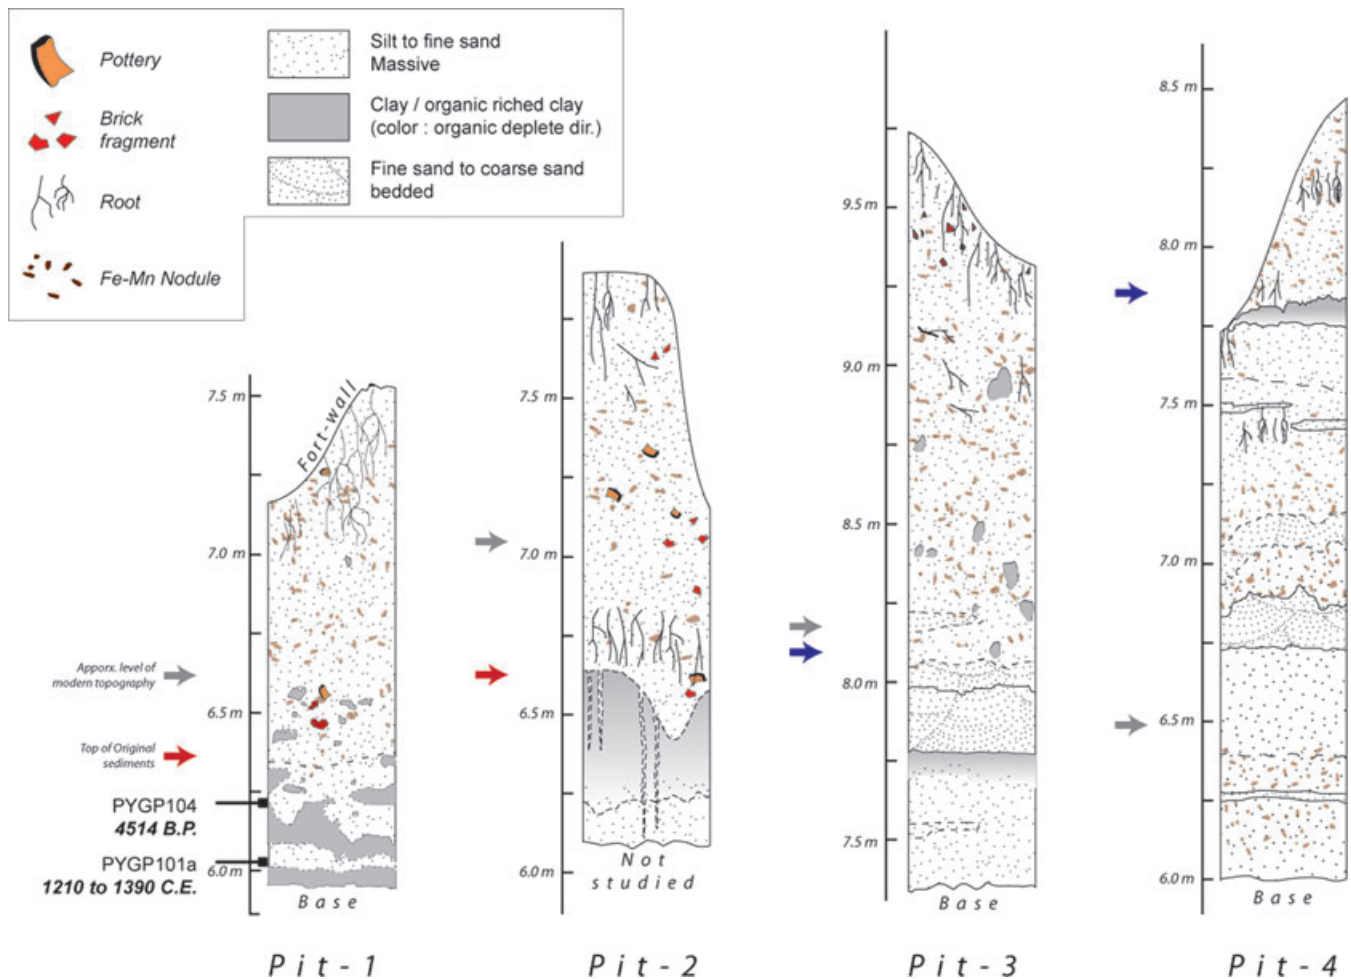 Pottery
Brick
fragment
Root
Fe-Mn Nodule
Silt to fine sand
Massive
Clay / organic riched clay
(color : organic deplete dir.)
Fine sand to coarse sand
bedded
7.5 m
7.0 m
6.5 m
6.0 m
Fort-wall
Apporx. level of
modern topography
Top of Original
sediments
PYGP104
4514 B.P.
PYGP101a
1210 to 1390 C.E.
Base
Pit-1
7.5 m
7.0 m
6.5 m
6.0 m
Not
studied
Pit-2
9.5 m
9.0 m
8.5 m
8.0 m
7.5 m
Base
Pit-3
8.5 m
8.0 m
7.5 m
7.0 m
6.5 m
6.0 m
Base
Pit-4